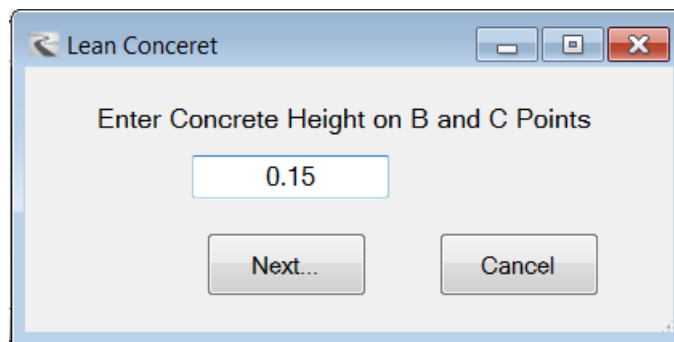 Lean Conceret
Enter Concrete Height on B and C Points
0.15
Next... Cancel